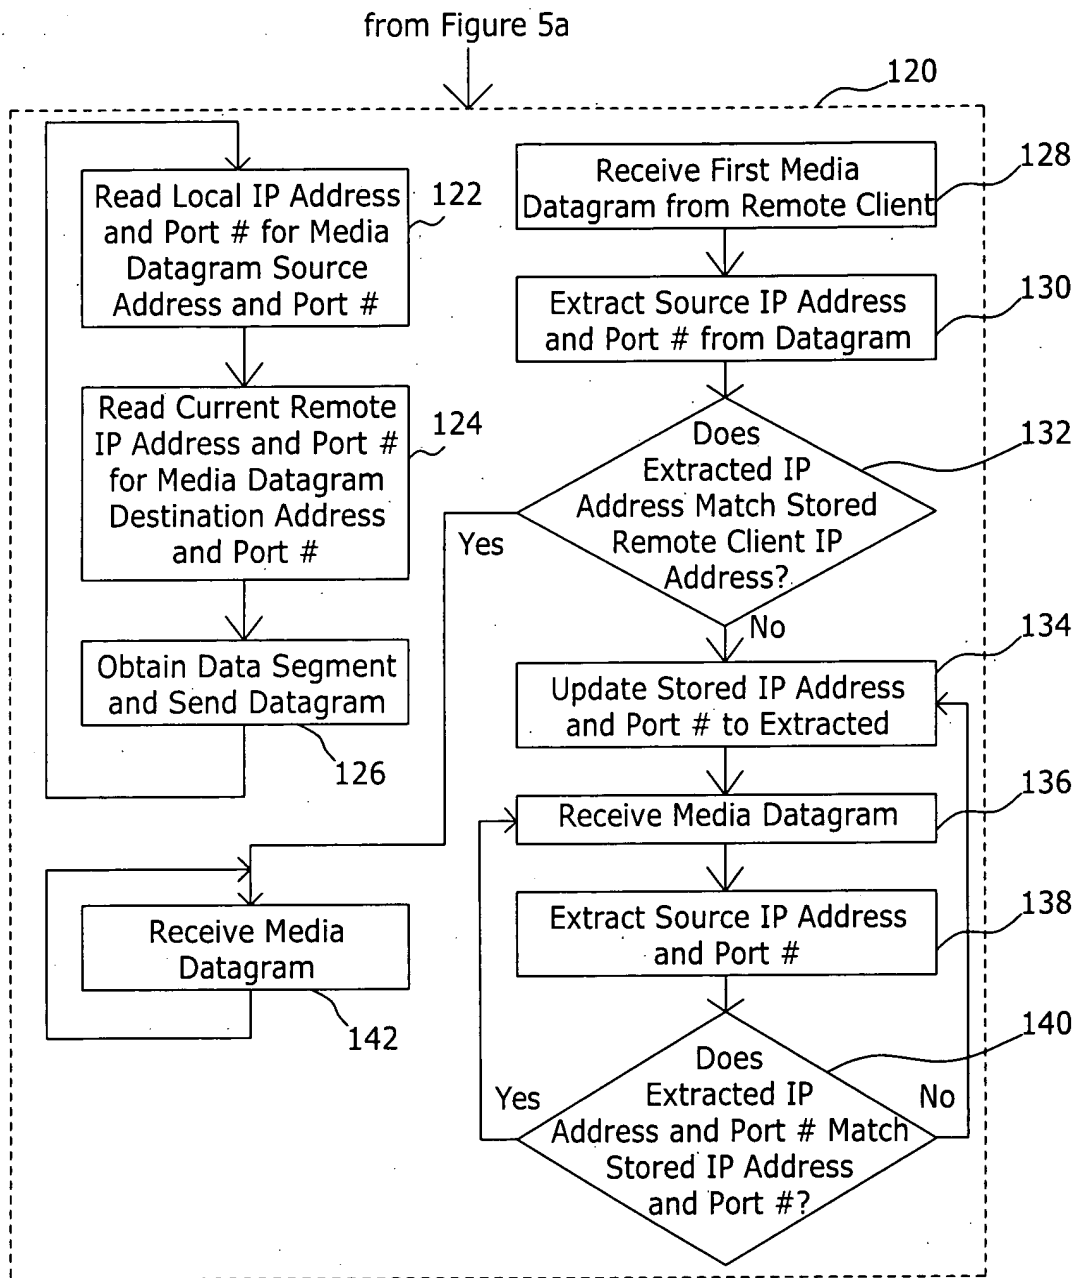 from Figure 5a
120
Read Local IP Address
and Port # for Media
Datagram Source
Address and Port #
122
Read Current Remote
IP Address and Port #
for Media Datagram
Destination Address
and Port #
124
Obtain Data Segment
and Send Datagram
126
Receive Media
Datagram
142
Receive First Media
Datagram from Remote Client
128
Extract Source IP Address
and Port # from Datagram
130
Does
Extracted IP
Address Match Stored
Remote Client IP
Address?
132
Yes
No
Update Stored IP Address
and Port # to Extracted
134
Receive Media Datagram
136
Extract Source IP Address
and Port #
138
Does
Extracted IP
Address and Port # Match
Stored IP Address
and Port #?
140
Yes
No